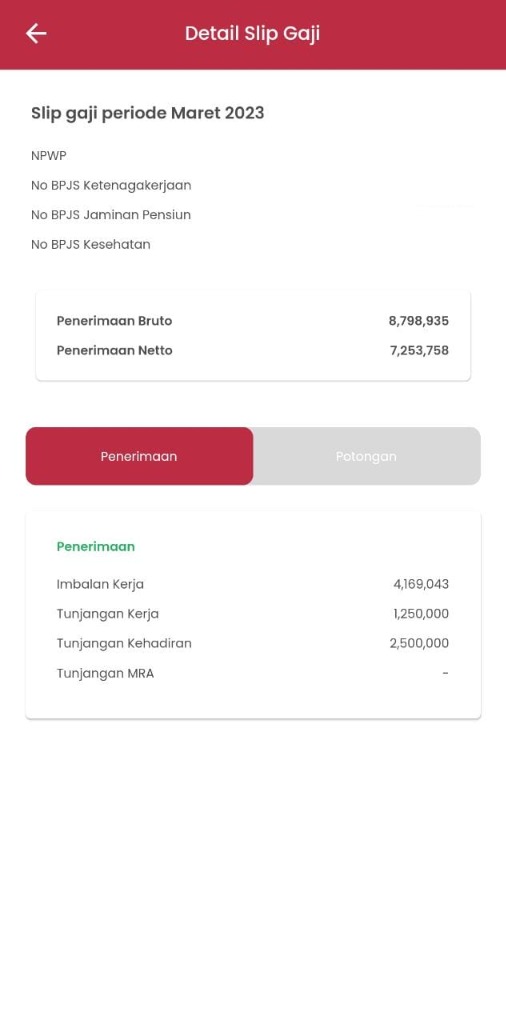 Detail Slip Gaji
Slip gaji periode Maret 2023
NPWP
No BPJS Ketenagakerjaan
No BPJS Jaminan Pensiun
No BPJS Kesehatan
Penerimaan Bruto 8,798,935
Penerimaan Netto 7,253,758
Penerimaan Potongan
Penerimaan
Imbalan Kerja 4,169,043
Tunjangan Kerja 1,250,000
Tunjangan Kehadiran 2,500,000
Tunjangan MRA -